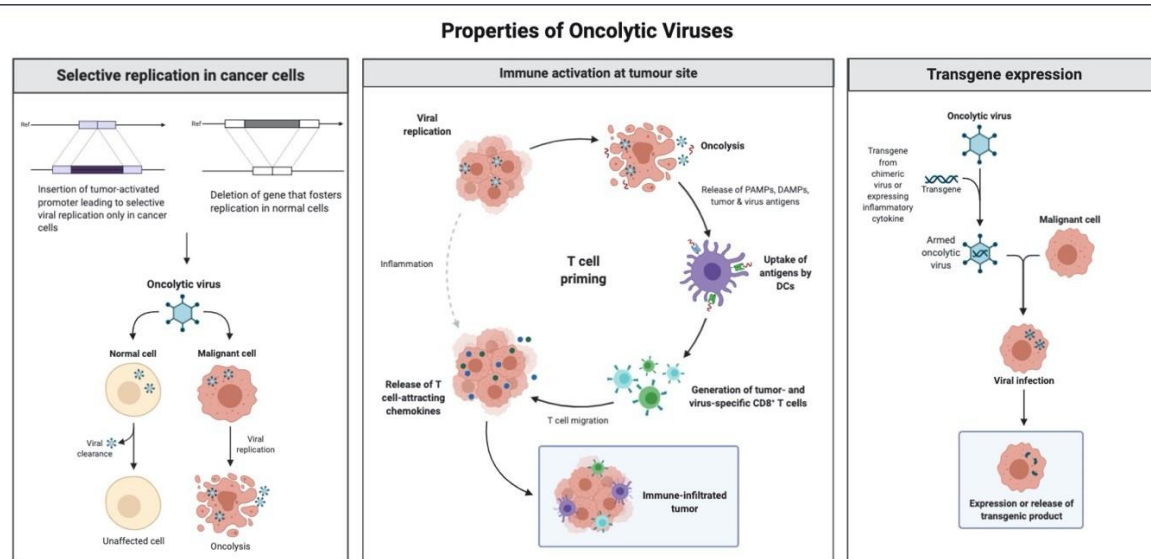 Properties of Oncolytic Viruses
Selective replication in cancer cells
Ref
Insertion of tumor-activated
promoter leading to selective
viral replication only in cancer
cells
Ref
Deletion of gene that fosters
replication in normal cells
Oncolytic virus
Normal cell
Malignant cell
Viral
clearance
Viral
replication
Unaffected cell
Oncolysis
Immune activation at tumour site
Viral
replication
Oncolysis
Release of PAMPs, DAMPs,
tumor & virus antigens
Inflammation
T cell
priming
Uptake of
antigens by
DCs
Release of T
cell-attracting
chemokines
T cell migration
Generation of tumor- and
virus-specific CD8⁺ T cells
Immune-infiltrated
tumor
Transgene expression
Oncolytic virus
Transgene
from
chimeric
virus or
expressing
inflammatory
cytokine
Transgene
Malignant cell
Armed
oncolytic
virus
Viral infection
Expression or release of
transgenic product